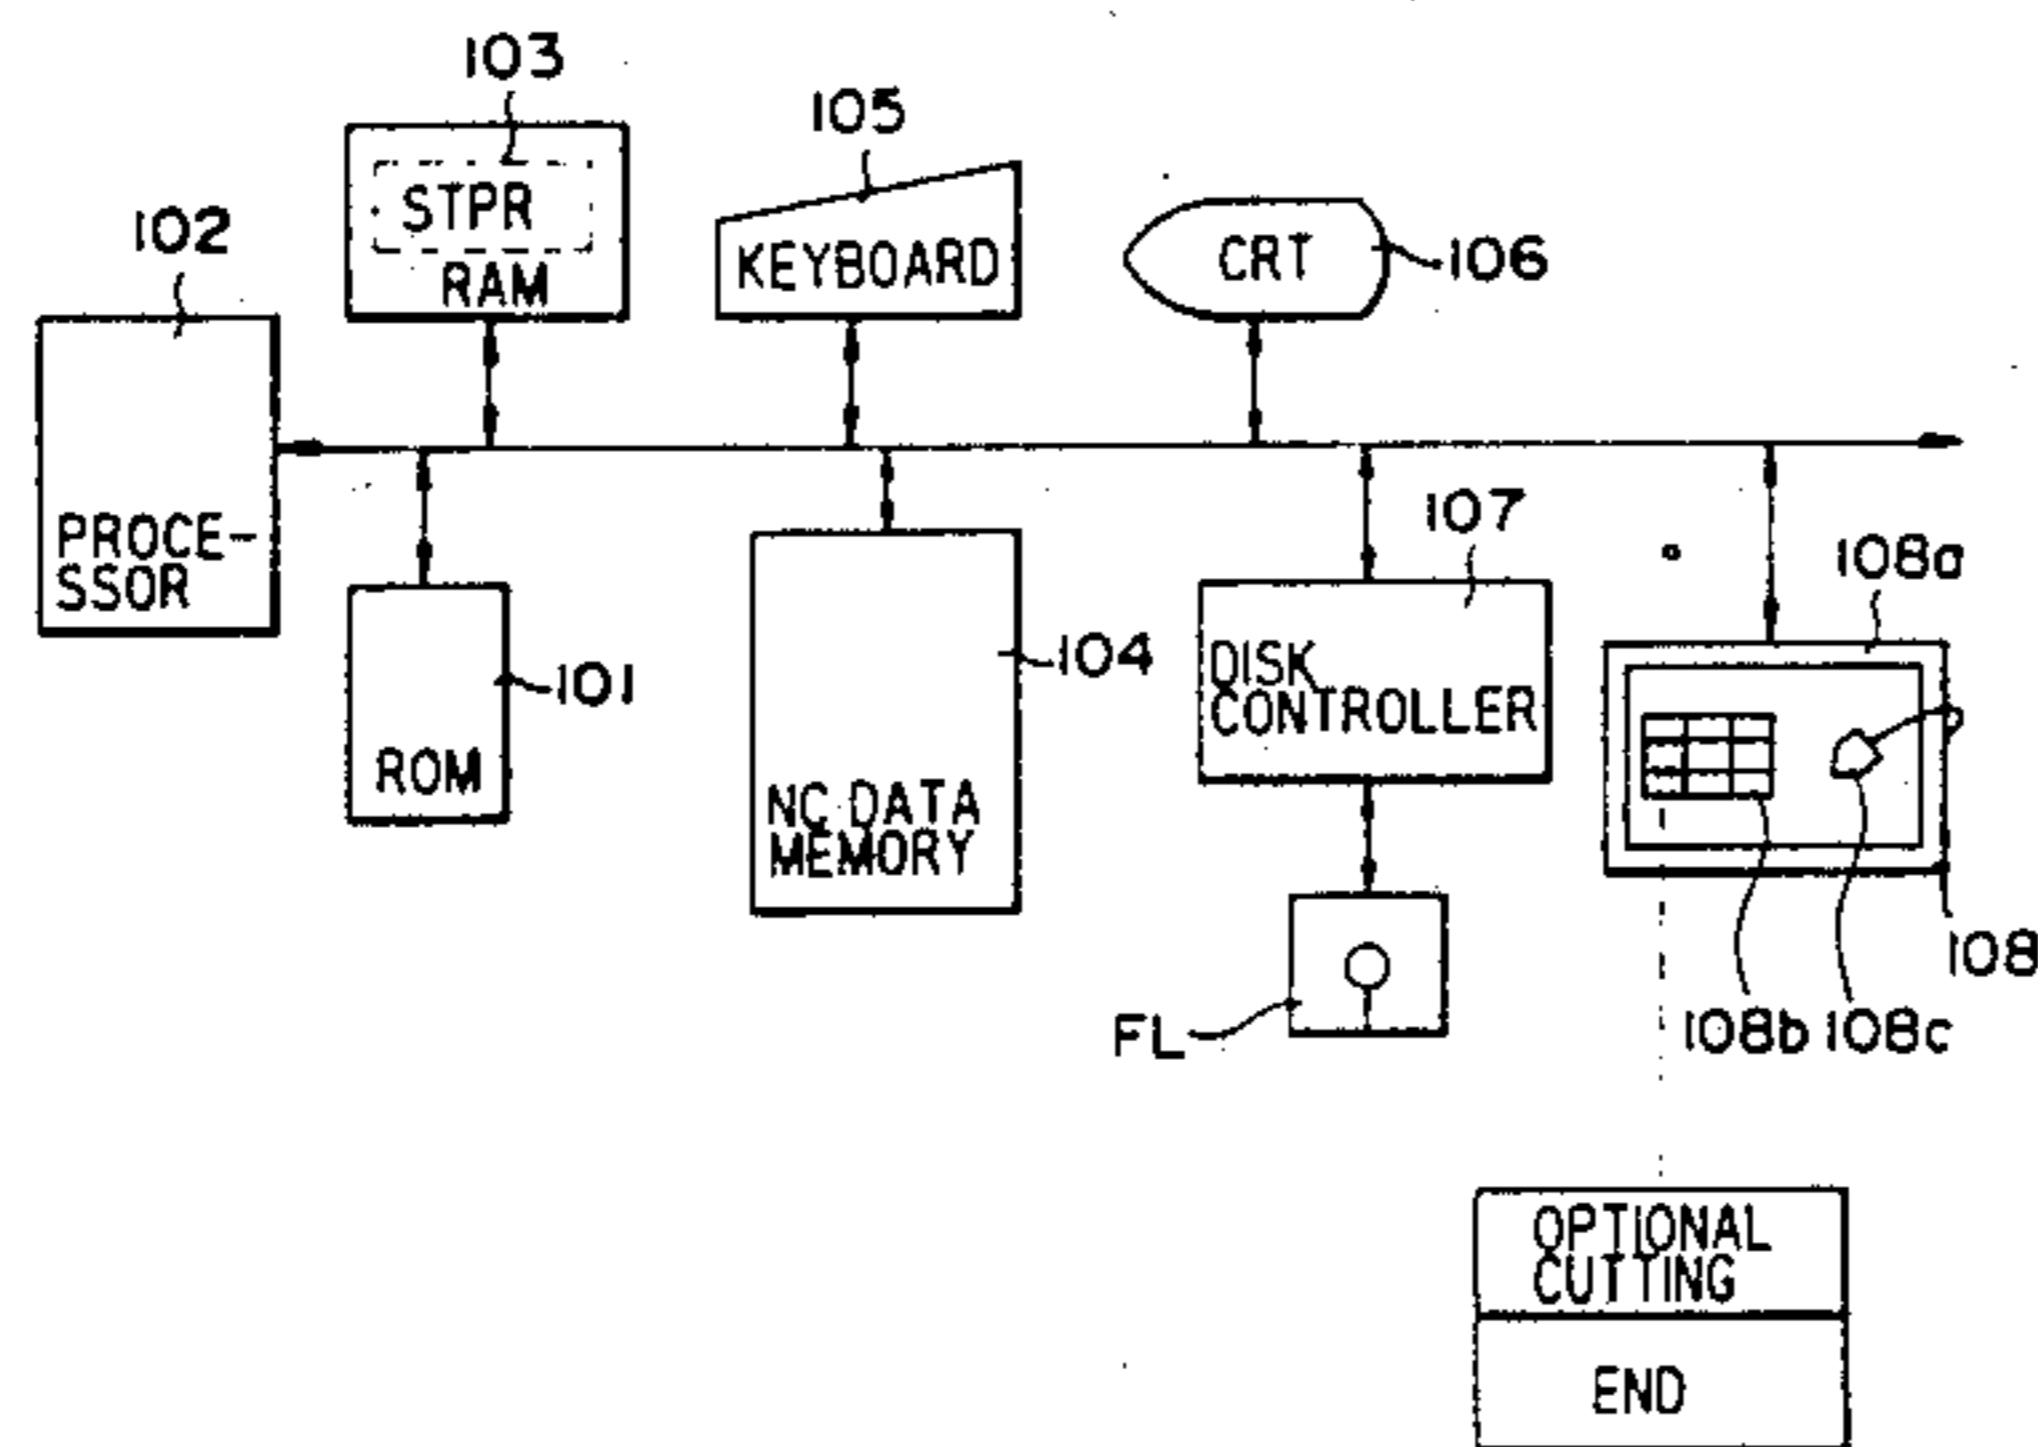 103
STPR
RAM
105
KEYBOARD
CRT
106
102
PROCE-
SSOR
101
ROM
104
NC DATA
MEMORY
107
DISK
CONTROLLER
FL
108a
108
108b
108c
OPTIONAL
CUTTING
END